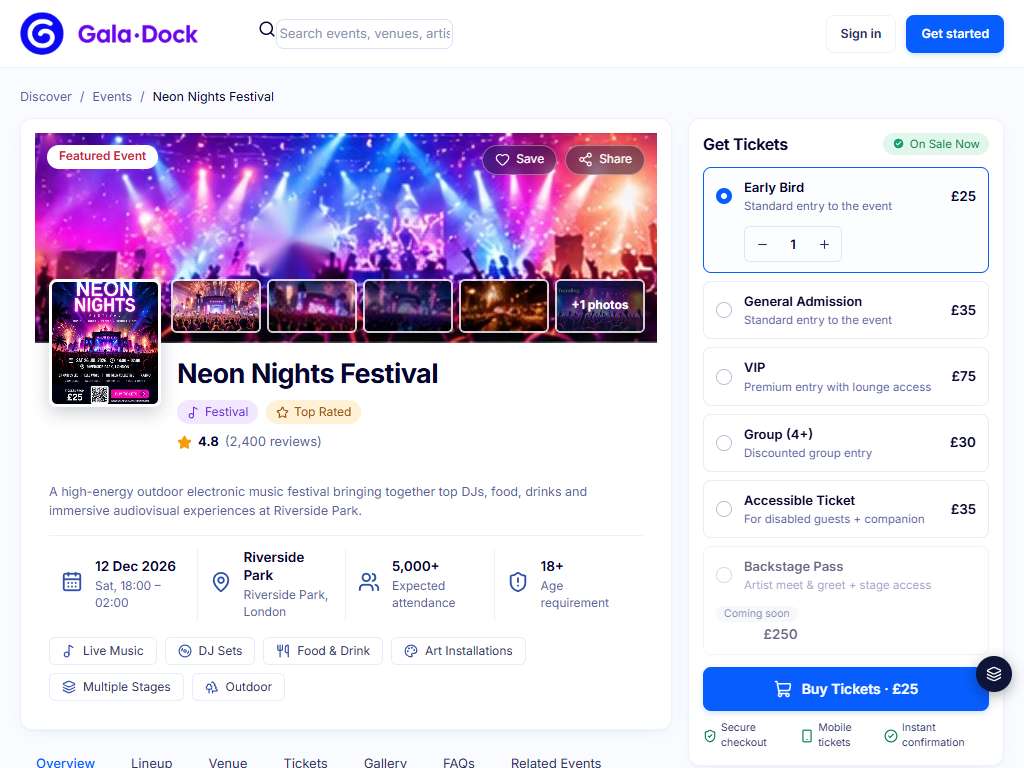 Gala·Dock
Search events, venues, artis
Sign in
Get started
Discover / Events / Neon Nights Festival
Featured Event
Save
Share
NEON
NIGHTS
FESTIVAL
£25
+1 photos
Neon Nights Festival
Festival
Top Rated
4.8 (2,400 reviews)
A high-energy outdoor electronic music festival bringing together top DJs, food, drinks and
immersive audiovisual experiences at Riverside Park.
12 Dec 2026
Sat, 18:00 –
02:00
Riverside
Park
Riverside Park,
London
5,000+
Expected
attendance
18+
Age
requirement
Live Music
DJ Sets
Food & Drink
Art Installations
Multiple Stages
Outdoor
Overview
Lineup
Venue
Tickets
Gallery
FAQs
Related Events
Get Tickets
On Sale Now
Early Bird
Standard entry to the event
£25
− 1 +
General Admission
Standard entry to the event
£35
VIP
Premium entry with lounge access
£75
Group (4+)
Discounted group entry
£30
Accessible Ticket
For disabled guests + companion
£35
Backstage Pass
Artist meet & greet + stage access
Coming soon
£250
Buy Tickets · £25
Secure
checkout
Mobile
tickets
Instant
confirmation